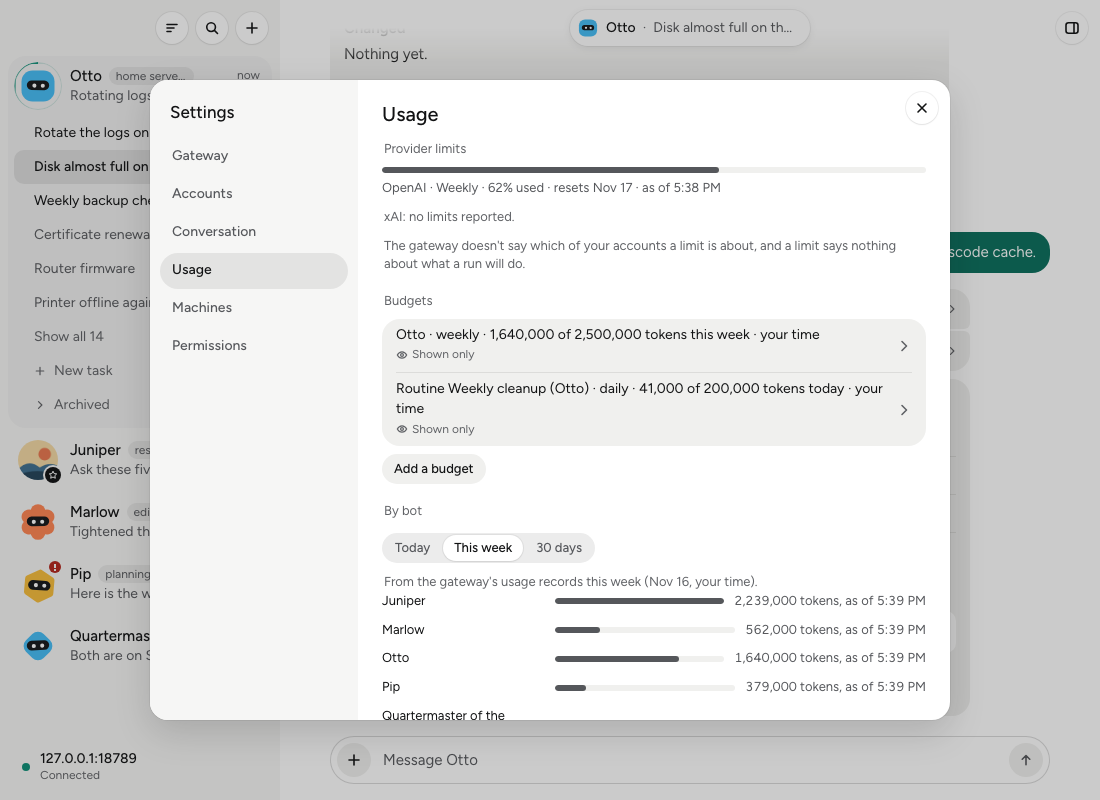 Otto · Disk almost full on th…
Nothing yet.
Otto home serve… now
Rotating logs
Rotate the logs on
Disk almost full on
Weekly backup che
Certificate renewa
Router firmware
Printer offline again
Show all 14
New task
Archived
Juniper res
Ask these fiv
Marlow edi
Tightened th
Pip planning
Here is the w
Quartermas
Both are on S
127.0.0.1:18789
Connected
scode cache.
Message Otto
Settings
Gateway
Accounts
Conversation
Usage
Machines
Permissions
Usage
Provider limits
OpenAI · Weekly · 62% used · resets Nov 17 · as of 5:38 PM
xAI: no limits reported.
The gateway doesn't say which of your accounts a limit is about, and a limit says nothing
about what a run will do.
Budgets
Otto · weekly · 1,640,000 of 2,500,000 tokens this week · your time
Shown only
Routine Weekly cleanup (Otto) · daily · 41,000 of 200,000 tokens today · your
time
Shown only
Add a budget
By bot
Today This week 30 days
From the gateway's usage records this week (Nov 16, your time).
Juniper 2,239,000 tokens, as of 5:39 PM
Marlow 562,000 tokens, as of 5:39 PM
Otto 1,640,000 tokens, as of 5:39 PM
Pip 379,000 tokens, as of 5:39 PM
Quartermaster of the